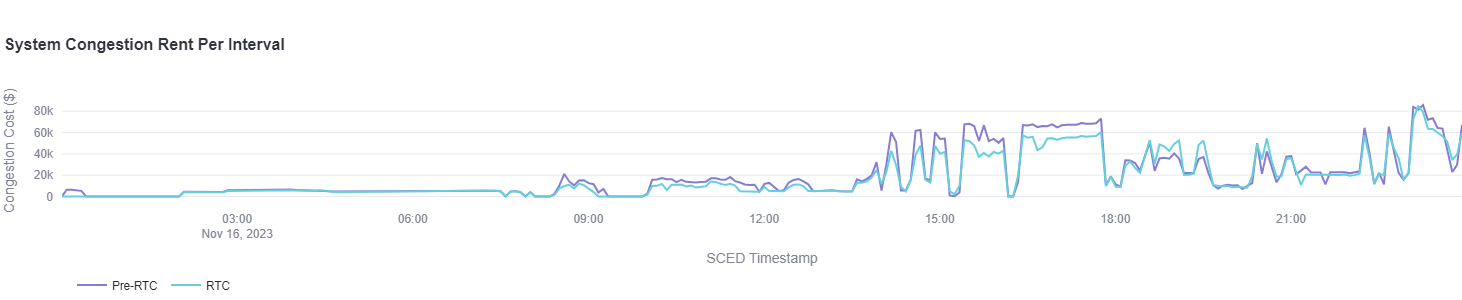 System Congestion Rent Per Interval
Congestion Cost ($)
80k
60k
40k
20k
0
03:00
06:00
09:00
12:00
15:00
18:00
21:00
Nov 16, 2023
SCED Timestamp
Pre-RTC
RTC